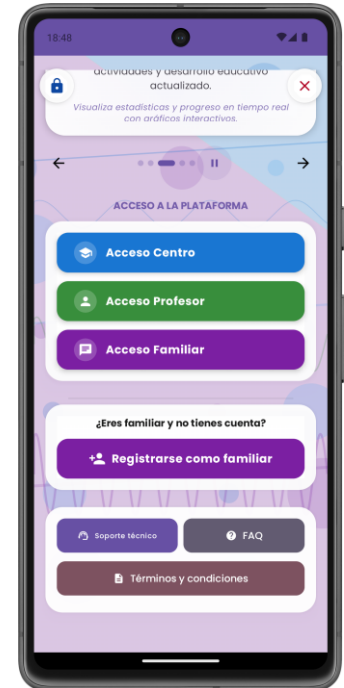 18:48
actividades y desarrollo educativo
actualizado.
Visualiza estadísticas y progreso en tiempo real
con gráficos interactivos.
ACCESO A LA PLATAFORMA
Acceso Centro
Acceso Profesor
Acceso Familiar
¿Eres familiar y no tienes cuenta?
Registrarse como familiar
Soporte técnico
FAQ
Términos y condiciones